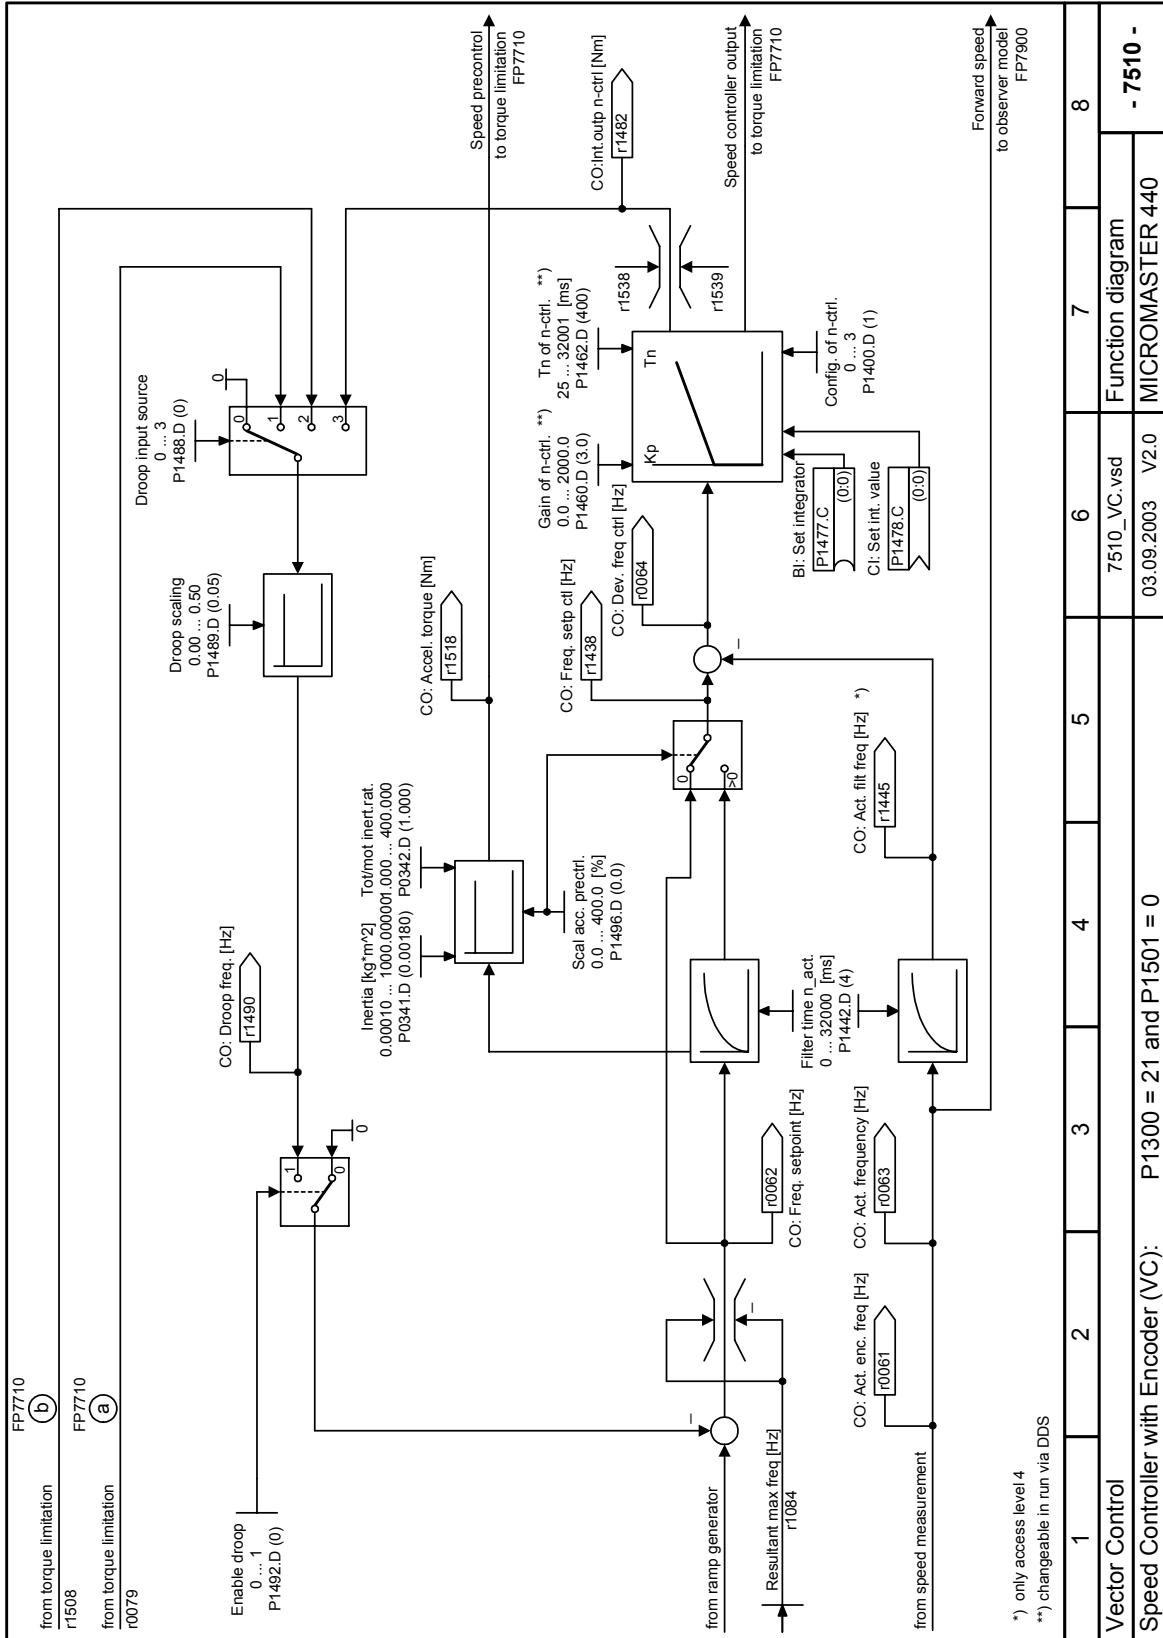 from torque limitation
r1508
FP7710
b
from torque limitation
r0079
FP7710
a
Enable droop
0 ... 1
P1492.D (0)
1
0
0
CO: Droop freq. [Hz]
r1490
Droop scaling
0.00 ... 0.50
P1489.D (0.05)
Droop input source
0 ... 3
P1488.D (0)
0
0
1
2
3
Speed precontrol
to torque limitation
FP7710
Inertia [kg*m^2]
0.00010 ... 1000.00000
P0341.D (0.00180)
Tot/mot inert.rat.
1.000 ... 400.000
P0342.D (1.000)
CO: Accel. torque [Nm]
r1518
Scal acc. prectrl.
0.0 ... 400.0 [%]
P1496.D (0.0)
CO: Freq. setp ctl [Hz]
r1438
CO: Dev. freq ctrl [Hz]
r0064
Gain of n-ctrl. **)
0.0 ... 2000.0
P1460.D (3.0)
Tn of n-ctrl. **)
25 ... 32001 [ms]
P1462.D (400)
r1538
r1539
CO:Int.outp n-ctrl [Nm]
r1482
Kp
Tn
Speed controller output
to torque limitation
FP7710
from ramp generator
–
Resultant max freq [Hz]
r1084
–
CO: Freq. setpoint [Hz]
r0062
Filter time n_act.
0 ... 32000 [ms]
P1442.D (4)
0
>0
–
BI: Set integrator
P1477.C
(0:0)
CI: Set int. value
P1478.C
(0:0)
Config. of n-ctrl.
0 ... 3
P1400.D (1)
from speed measurement
CO: Act. enc. freq [Hz]
r0061
CO: Act. frequency [Hz]
r0063
CO: Act. filt freq [Hz] *)
r1445
Forward speed
to observer model
FP7900
*) only access level 4
**) changeable in run via DDS
1
2
3
4
5
6
7
8
Vector Control
7510_VC.vsd
Function diagram
- 7510 -
Speed Controller with Encoder (VC):
P1300 = 21 and P1501 = 0
03.09.2003
V2.0
MICROMASTER 440